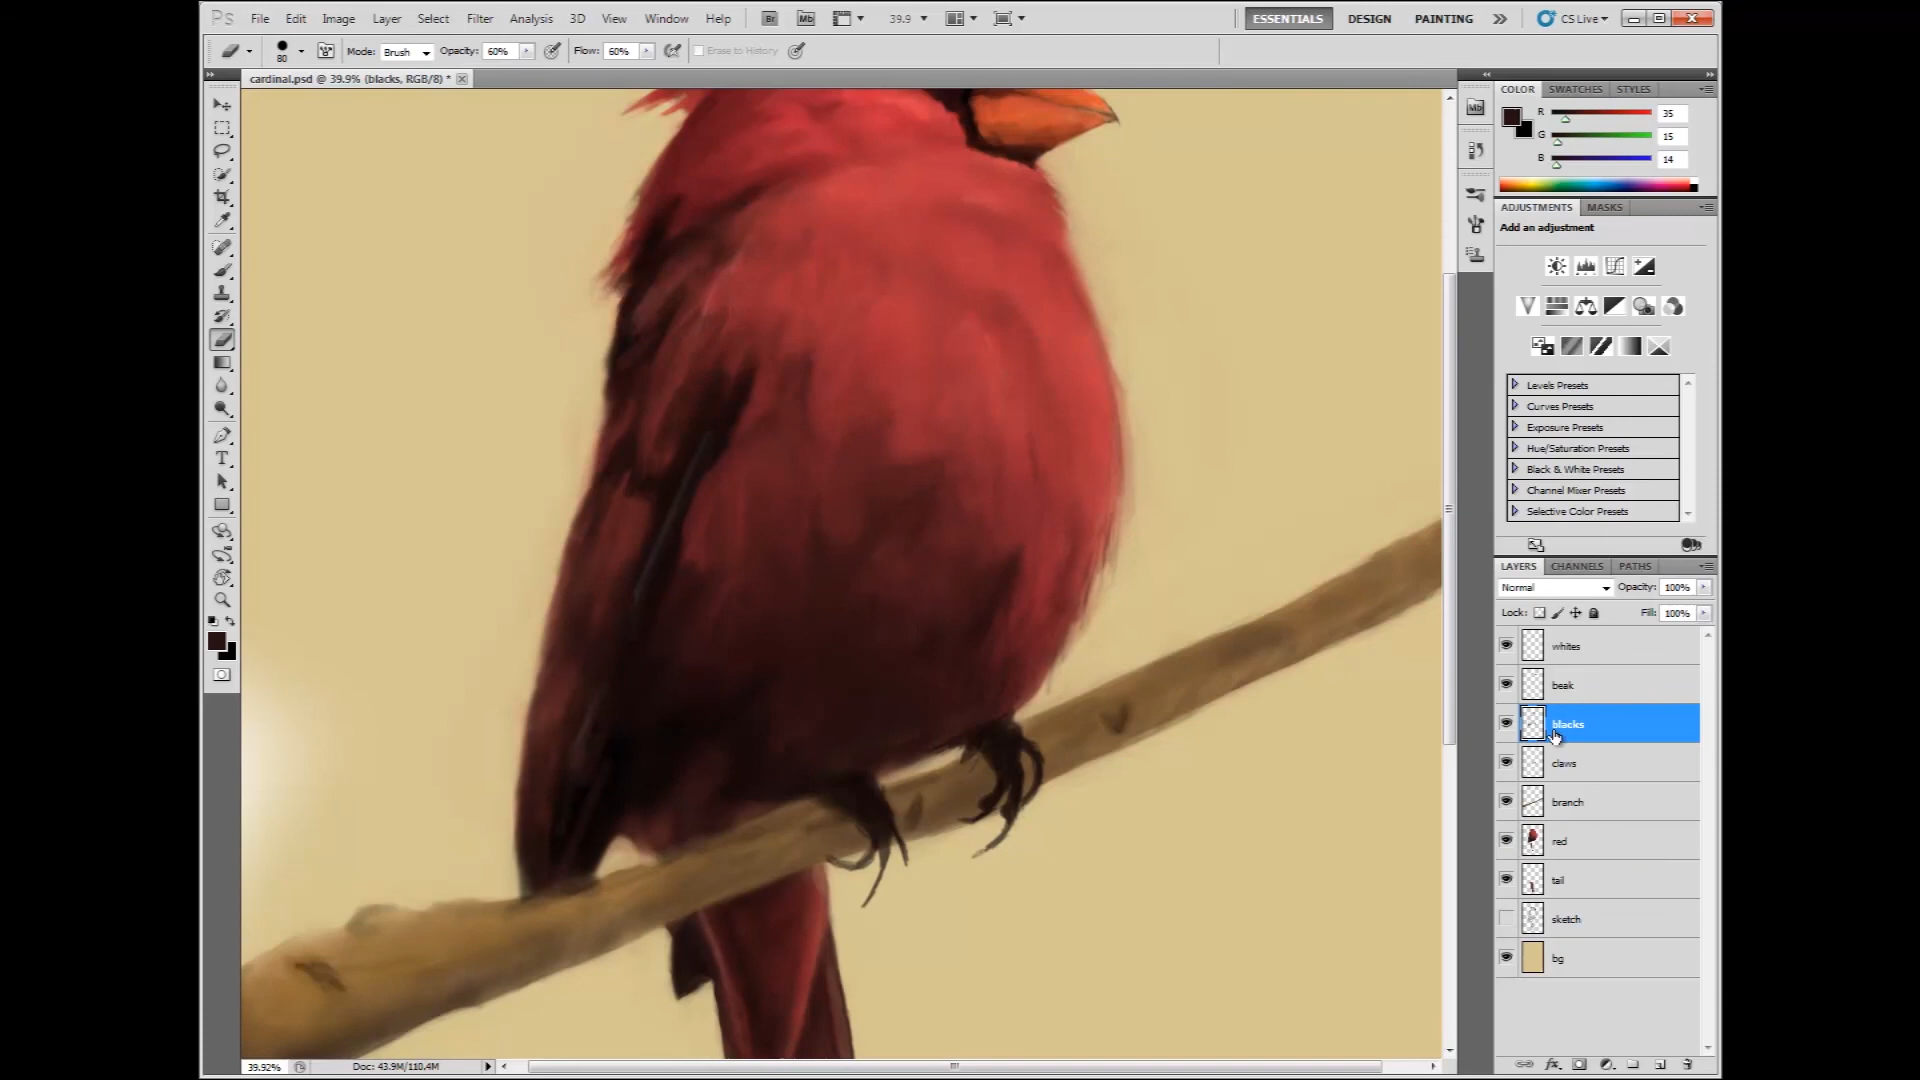 Ps File Edit Image Layer Select Filter Analysis 3D View Window Help Br Mb 39.9 ESSENTIALS DESIGN PAINTING CS Live
80 Mode: Brush Opacity: 60% Flow: 60% Erase to History
cardinal.psd @ 39.9% (blacks, RGB/8) *
COLOR SWATCHES STYLES
Mb
R 35
G 15
B 14
ADJUSTMENTS MASKS
Add an adjustment
Levels Presets
Curves Presets
Exposure Presets
Hue/Saturation Presets
Black & White Presets
Channel Mixer Presets
Selective Color Presets
LAYERS CHANNELS PATHS
Normal Opacity: 100%
Lock: Fill: 100%
whites
beak
blacks
claws
branch
red
tail
sketch
bg
39.92% Doc: 43.9M/110.4M